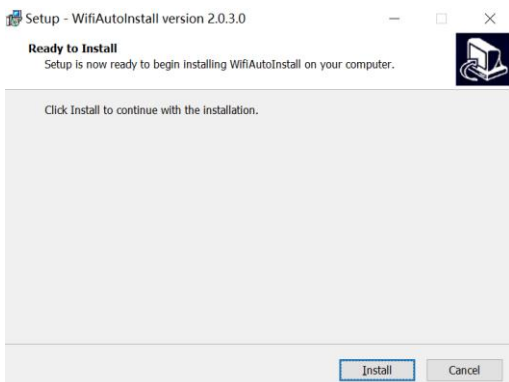 Setup - WifiAutoInstall version 2.0.3.0
Ready to Install
Setup is now ready to begin installing WifiAutoInstall on your computer.
Click Install to continue with the installation.
Install
Cancel